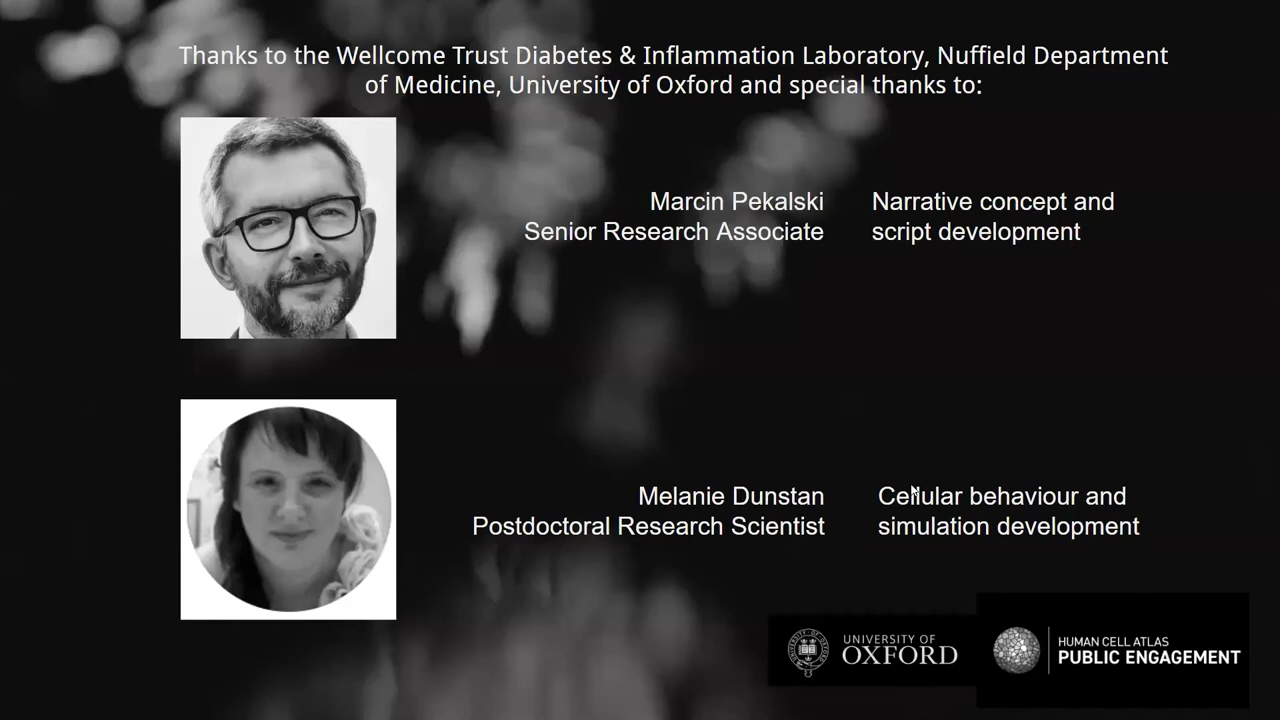 Thanks to the Wellcome Trust Diabetes & Inflammation Laboratory, Nuffield Department
of Medicine, University of Oxford and special thanks to:
Marcin Pekalski
Senior Research Associate
Narrative concept and
script development
Melanie Dunstan
Postdoctoral Research Scientist
Cellular behaviour and
simulation development
UNIVERSITY OF
OXFORD
HUMAN CELL ATLAS
PUBLIC ENGAGEMENT